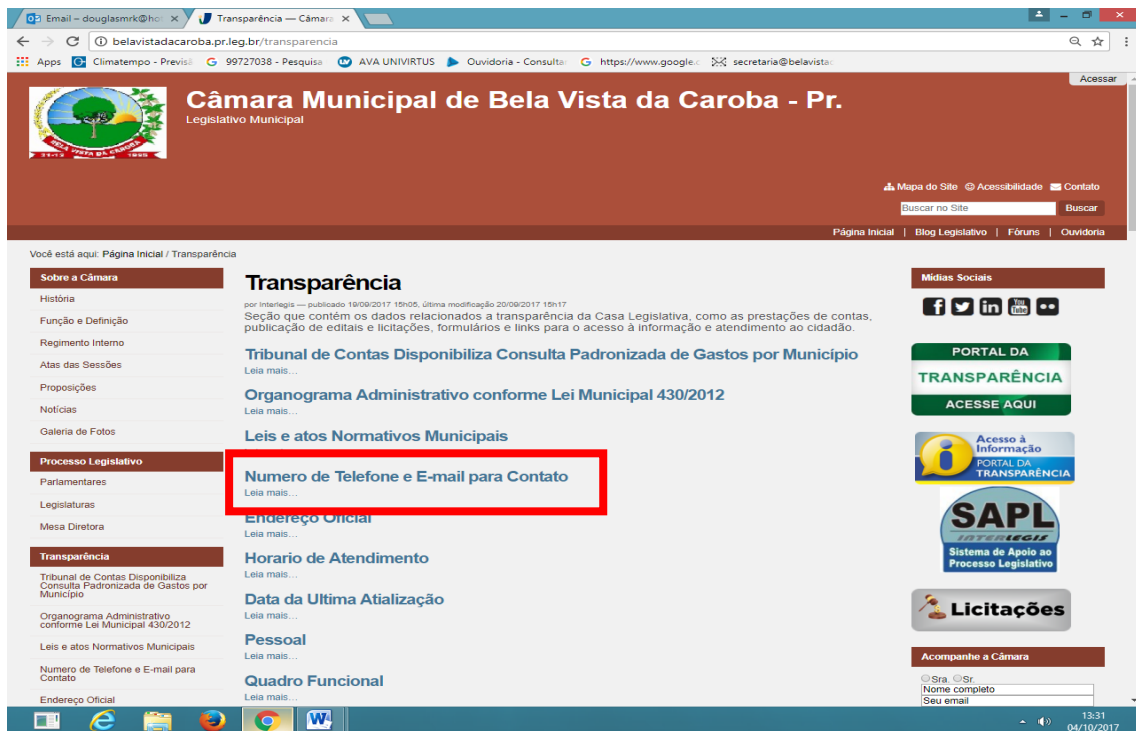 Email – douglasmrk@ho
Transparência — Câmara
belavistadacaroba.pr.leg.br/transparencia
Apps
Climatempo - Previsã
99727038 - Pesquisa
AVA UNIVIRTUS
Ouvidoria - Consulta
https://www.google.c
secretaria@belavista
Acessar
Câmara Municipal de Bela Vista da Caroba - Pr.
Legislativo Municipal
BELA VISTA DA CAROBA
31-12 1995
Mapa do Site Acessibilidade Contato
Buscar no Site Buscar
Página Inicial | Blog Legislativo | Fóruns | Ouvidoria
Você está aqui: Página Inicial / Transparência
Sobre a Câmara
História
Função e Definição
Regimento Interno
Atas das Sessões
Proposições
Notícias
Galeria de Fotos
Processo Legislativo
Parlamentares
Legislaturas
Mesa Diretora
Transparência
Tribunal de Contas Disponibiliza
Consulta Padronizada de Gastos por
Município
Organograma Administrativo
conforme Lei Municipal 430/2012
Leis e atos Normativos Municipais
Numero de Telefone e E-mail para
Contato
Endereço Oficial
Transparência
por Interlegis — publicado 19/09/2017 15h05, última modificação 20/09/2017 15h17
Seção que contém os dados relacionados a transparência da Casa Legislativa, como as prestações de contas,
publicação de editais e licitações, formulários e links para o acesso à informação e atendimento ao cidadão.
Tribunal de Contas Disponibiliza Consulta Padronizada de Gastos por Município
Leia mais…
Organograma Administrativo conforme Lei Municipal 430/2012
Leia mais…
Leis e atos Normativos Municipais
Numero de Telefone e E-mail para Contato
Leia mais…
Endereço Oficial
Leia mais…
Horario de Atendimento
Leia mais…
Data da Ultima Atialização
Leia mais…
Pessoal
Leia mais…
Quadro Funcional
Leia mais…
Mídias Sociais
You
Tube
PORTAL DA
TRANSPARÊNCIA
ACESSE AQUI
Acesso à
Informação
PORTAL DA
TRANSPARÊNCIA
SAPL
INTERLEGIS
Sistema de Apoio ao
Processo Legislativo
Licitações
Acompanhe a Câmara
Sra. Sr.
Nome completo
Seu email
13:31
04/10/2017